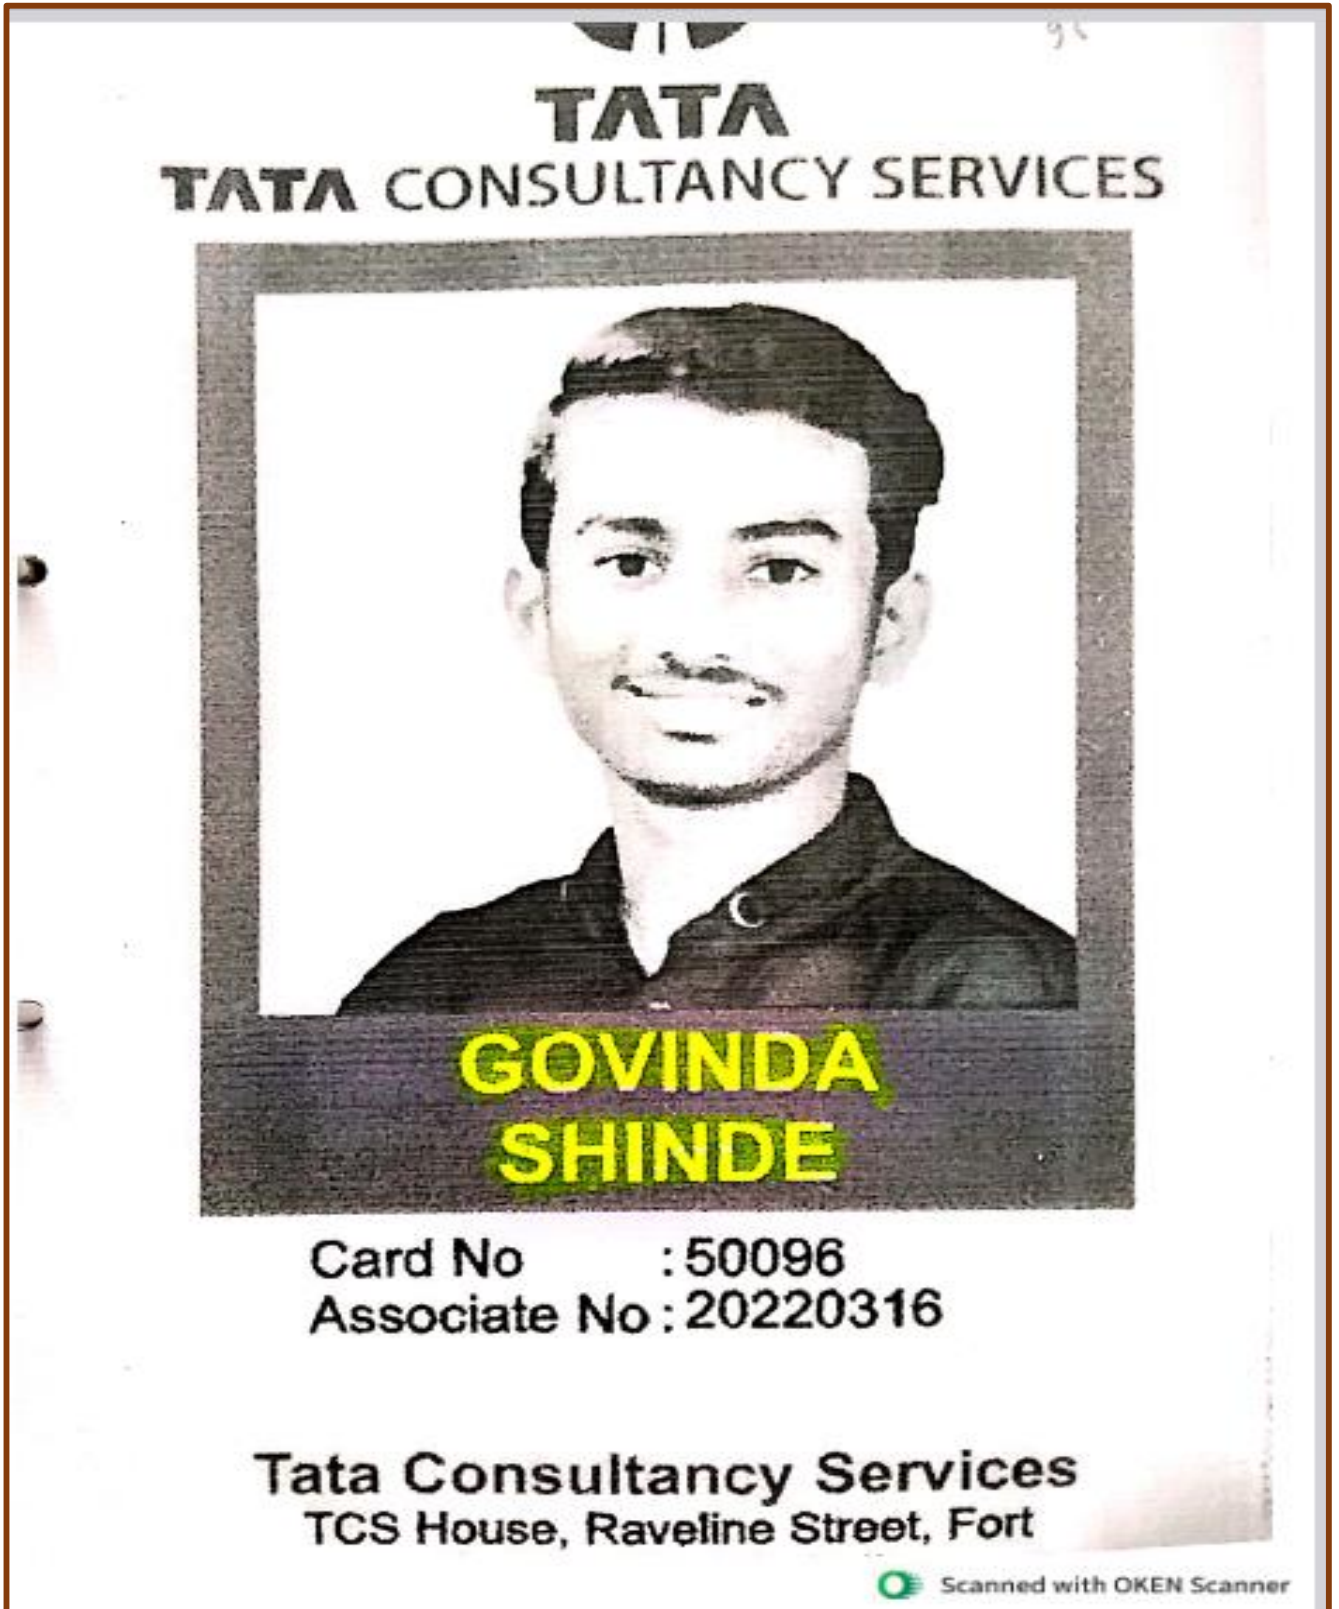 TATA
TATA CONSULTANCY SERVICES
GOVINDA
SHINDE
Card No : 50096
Associate No : 20220316
Tata Consultancy Services
TCS House, Raveline Street, Fort
Scanned with OKEN Scanner